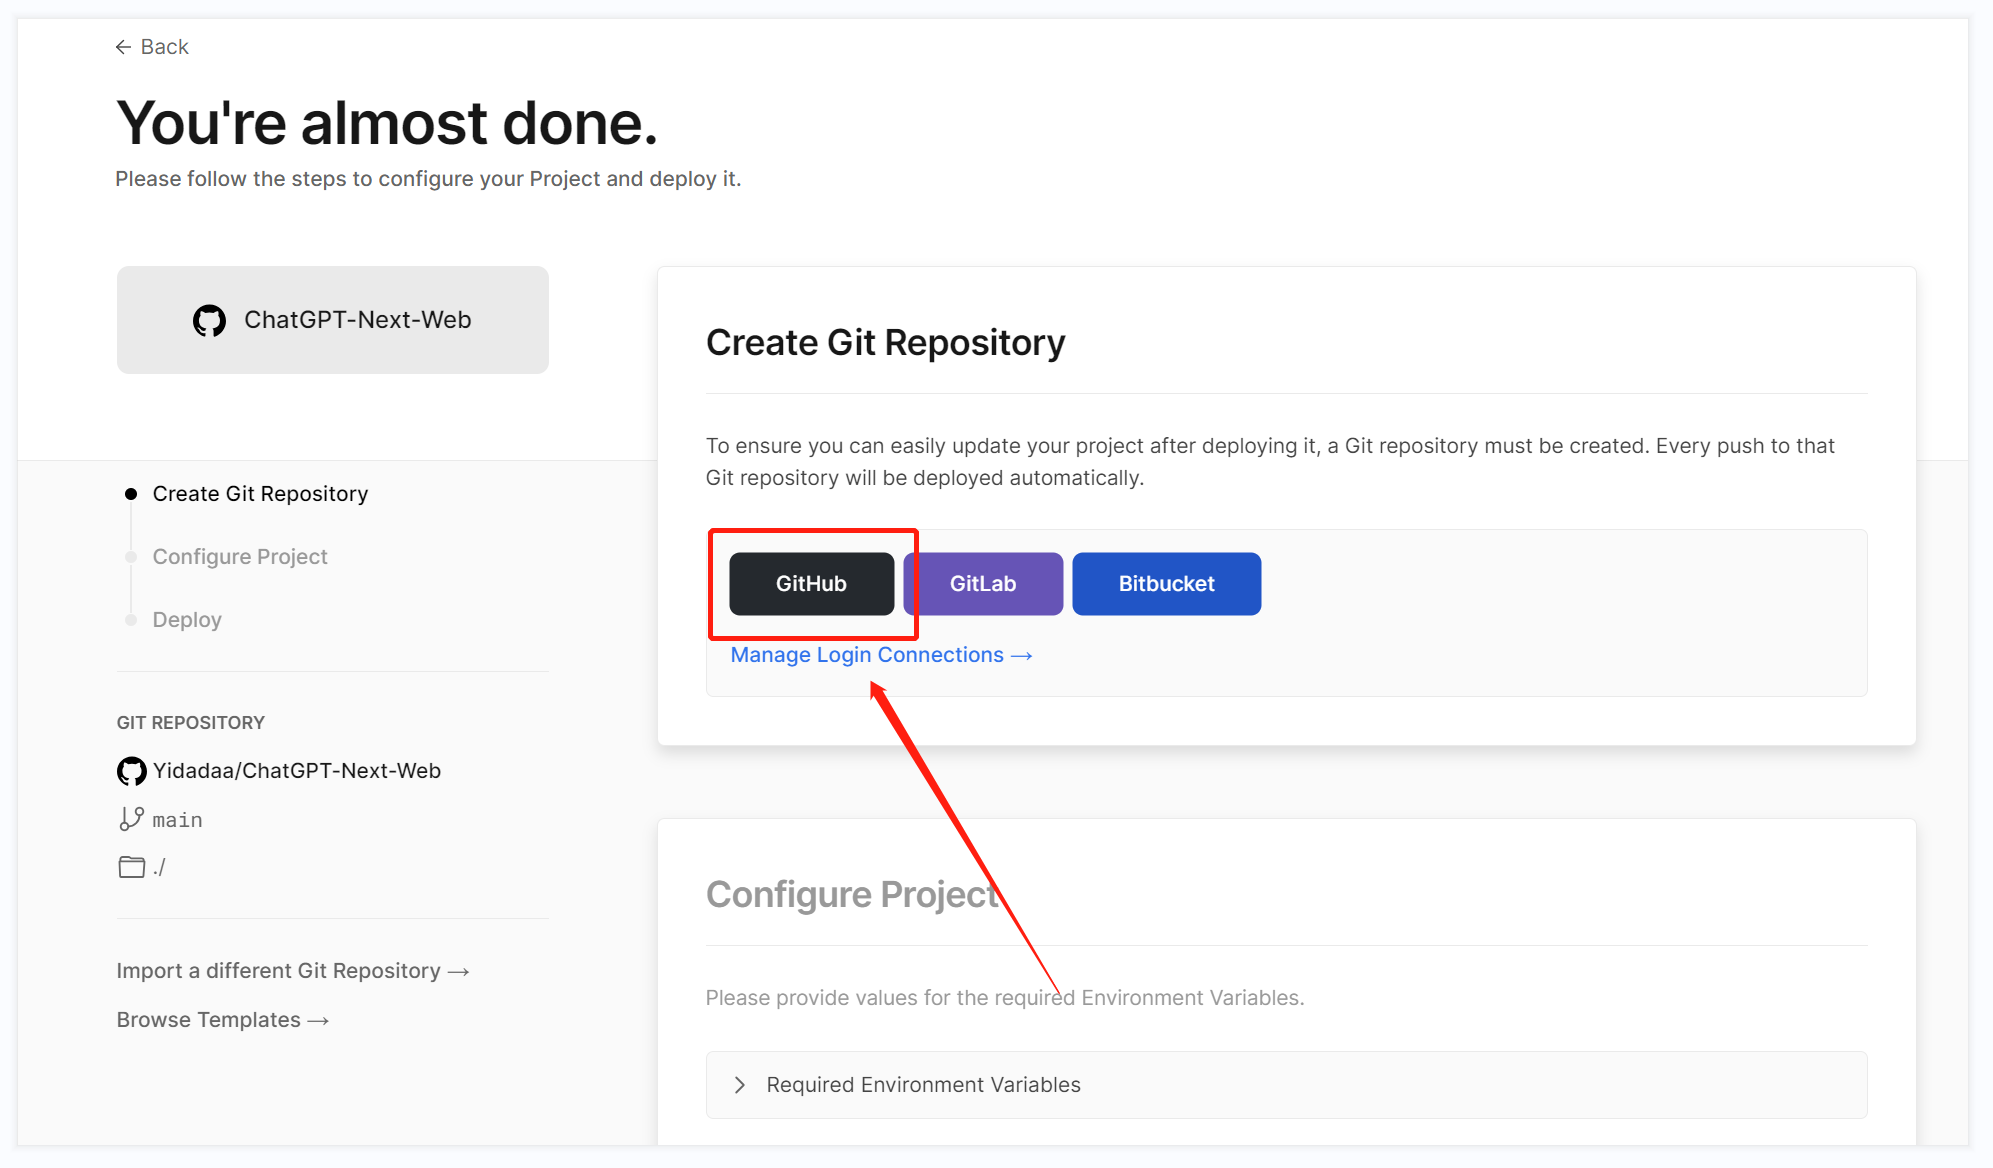 ← Back
You're almost done.
Please follow the steps to configure your Project and deploy it.
ChatGPT-Next-Web
Create Git Repository
Configure Project
Deploy
GIT REPOSITORY
Yidadaa/ChatGPT-Next-Web
main
./
Import a different Git Repository →
Browse Templates →
Create Git Repository
To ensure you can easily update your project after deploying it, a Git repository must be created. Every push to that
Git repository will be deployed automatically.
GitHub GitLab Bitbucket
Manage Login Connections →
Configure Project
Please provide values for the required Environment Variables.
Required Environment Variables